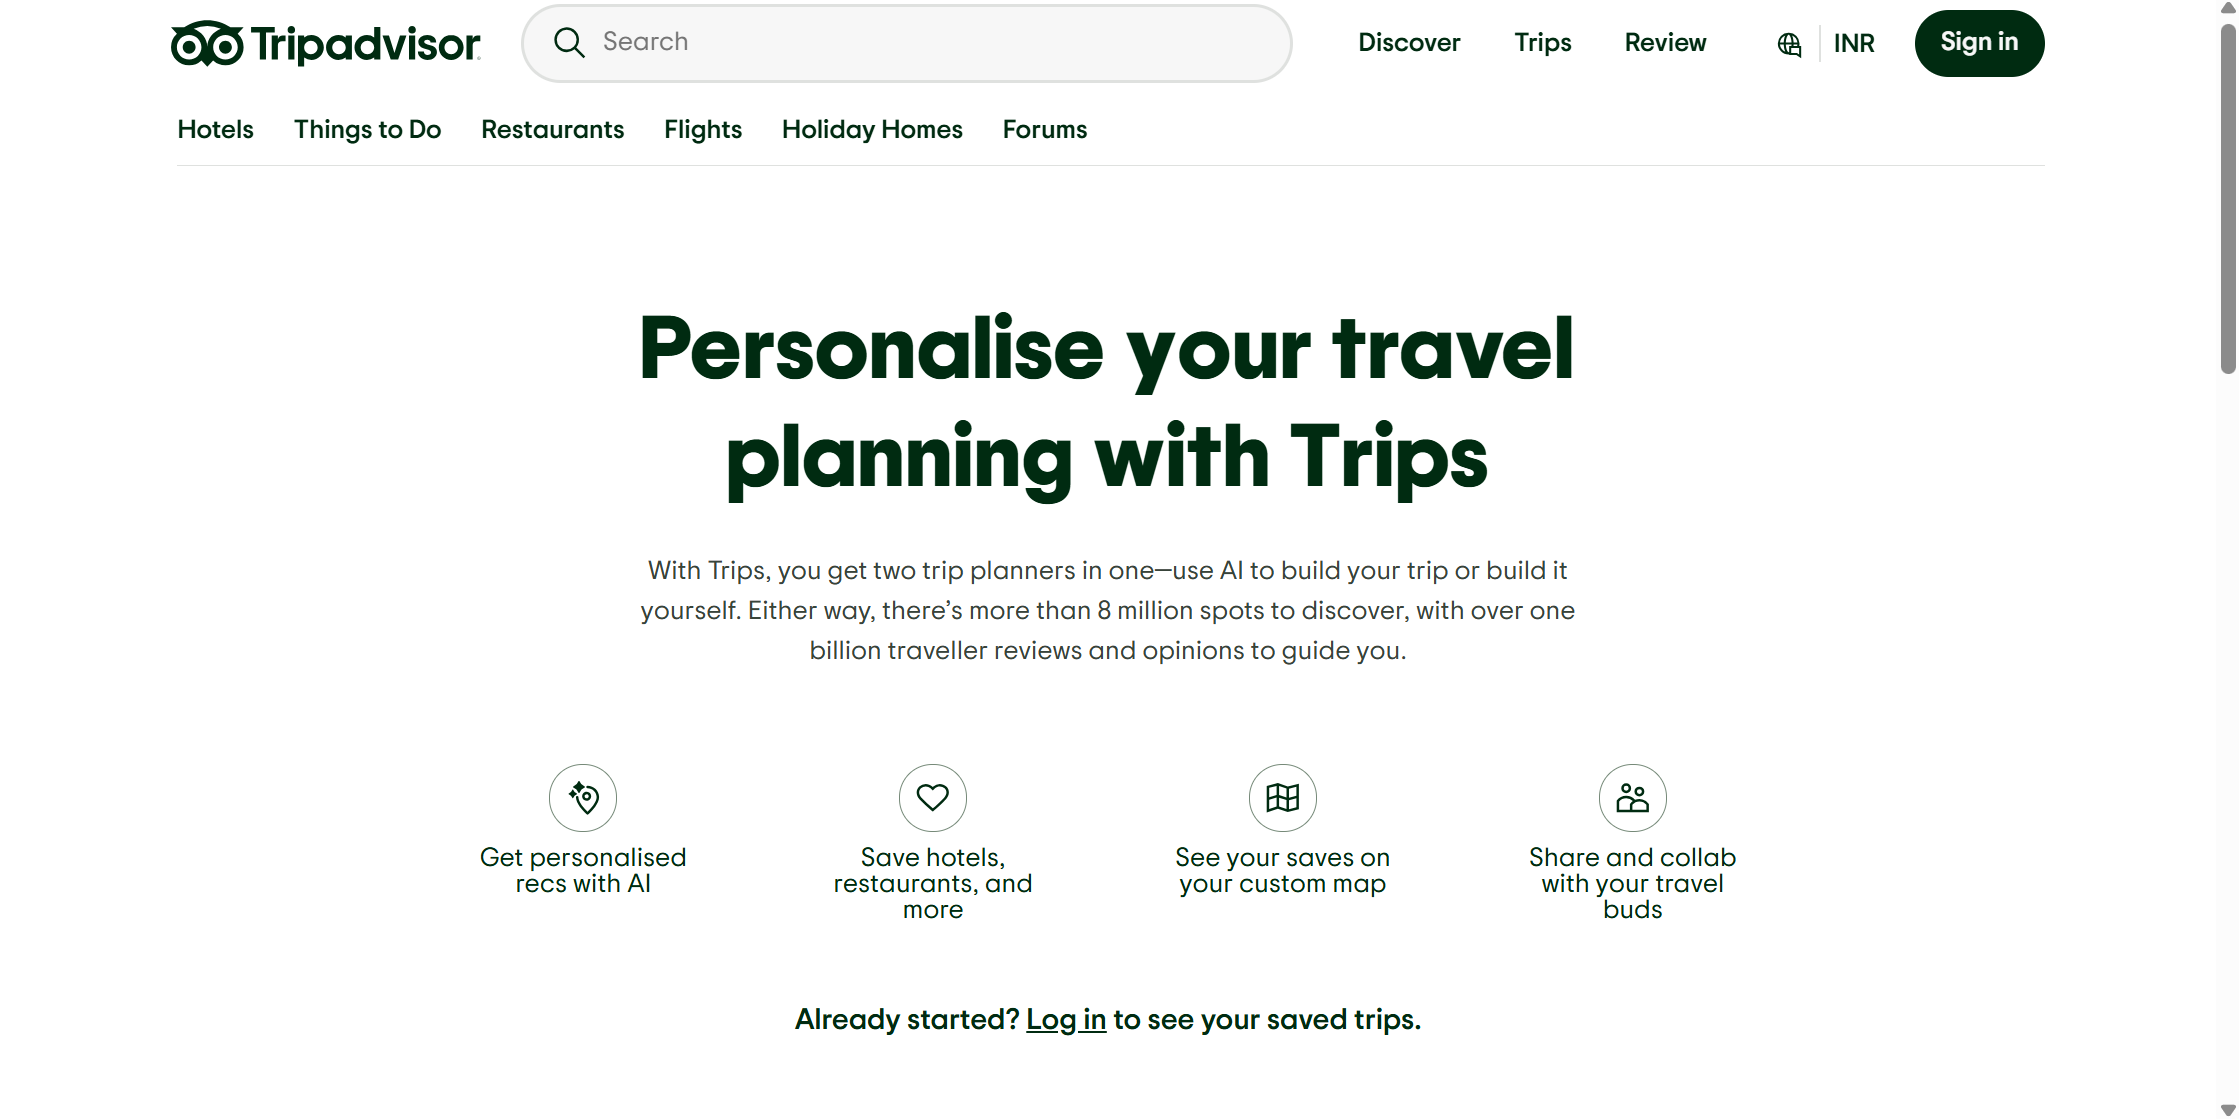 Tripadvisor
Search
Discover
Trips
Review
INR
Sign in
Hotels
Things to Do
Restaurants
Flights
Holiday Homes
Forums
Personalise your travel
planning with Trips
With Trips, you get two trip planners in one—use AI to build your trip or build it
yourself. Either way, there’s more than 8 million spots to discover, with over one
billion traveller reviews and opinions to guide you.
Get personalised
recs with AI
Save hotels,
restaurants, and
more
See your saves on
your custom map
Share and collab
with your travel
buds
Already started? Log in to see your saved trips.